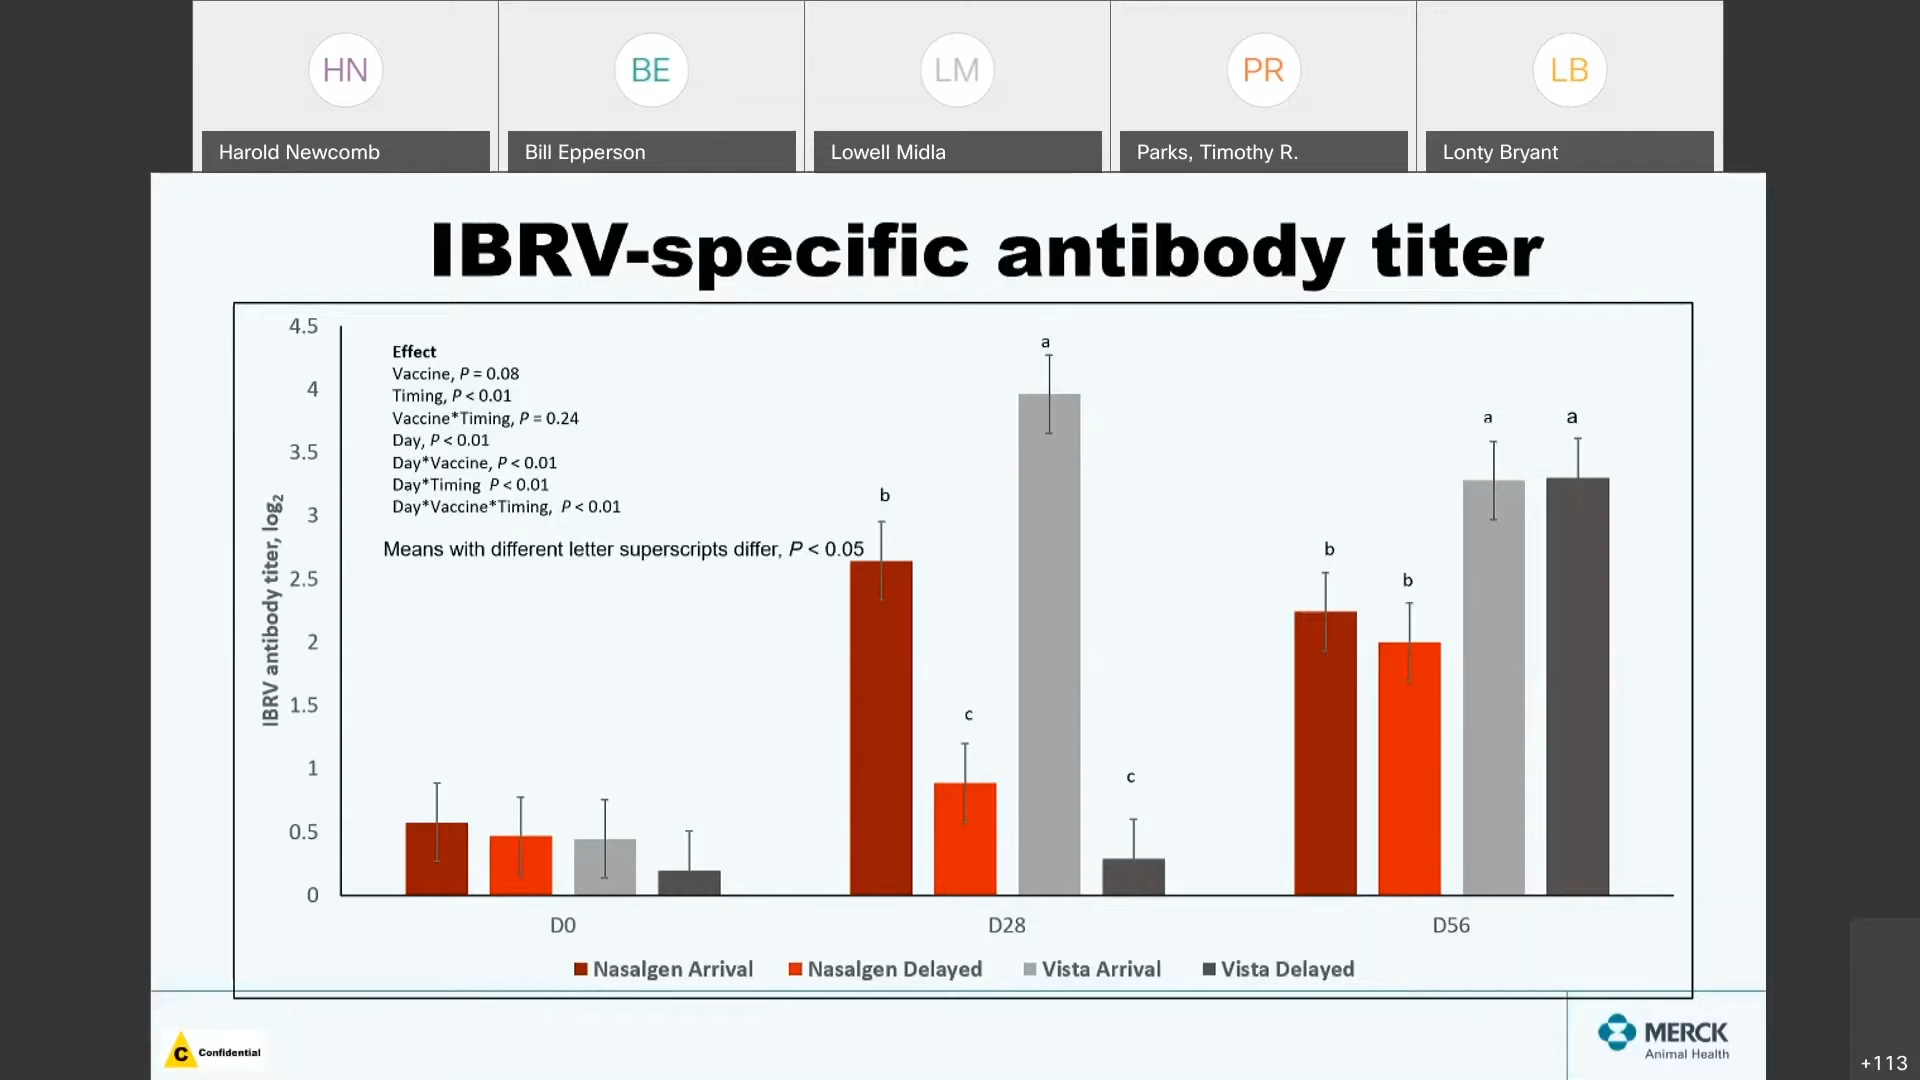 HN
BE
LM
PR
LB
Harold Newcomb
Bill Epperson
Lowell Midla
Parks, Timothy R.
Lonty Bryant
IBRV-specific antibody titer
4.5
4
3.5
3
2.5
2
1.5
1
0.5
0
IBRV antibody titer, log₂
Effect
Vaccine, P = 0.08
Timing, P < 0.01
Vaccine*Timing, P = 0.24
Day, P < 0.01
Day*Vaccine, P < 0.01
Day*Timing P < 0.01
Day*Vaccine*Timing, P < 0.01
Means with different letter superscripts differ, P < 0.05
b
c
a
c
b
b
a
a
D0
D28
D56
Nasalgen Arrival
Nasalgen Delayed
Vista Arrival
Vista Delayed
C
Confidential
MERCK
Animal Health
+113